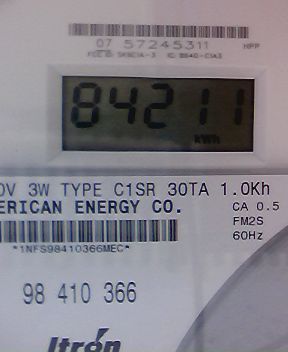 07 57245311 HPP
84211
kWh
0V 3W TYPE C1SR 30TA 1.0Kh
ERICAN ENERGY CO. CA 0.5
FM2S
60Hz
*1NFS98410366MEC*
98 410 366
Itron